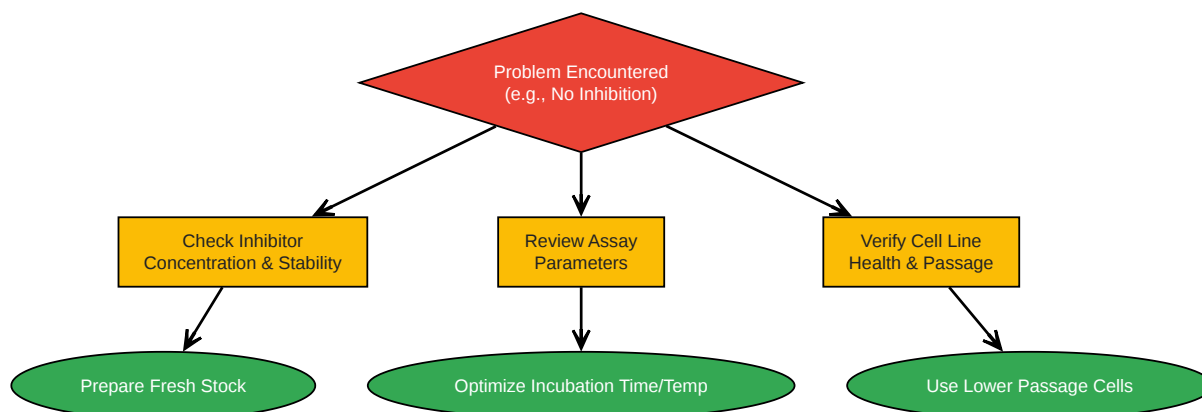 Problem Encountered
(e.g., No Inhibition)
Check Inhibitor
Concentration & Stability
Review Assay
Parameters
Verify Cell Line
Health & Passage
Prepare Fresh Stock
Optimize Incubation Time/Temp
Use Lower Passage Cells